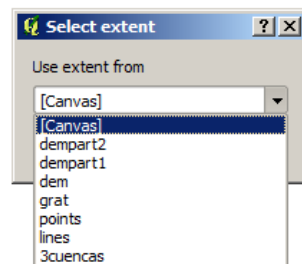 Select extent
Use extent from
[Canvas]
[Canvas]
dempart2
dempart1
dem
grat
points
lines
3cuencas